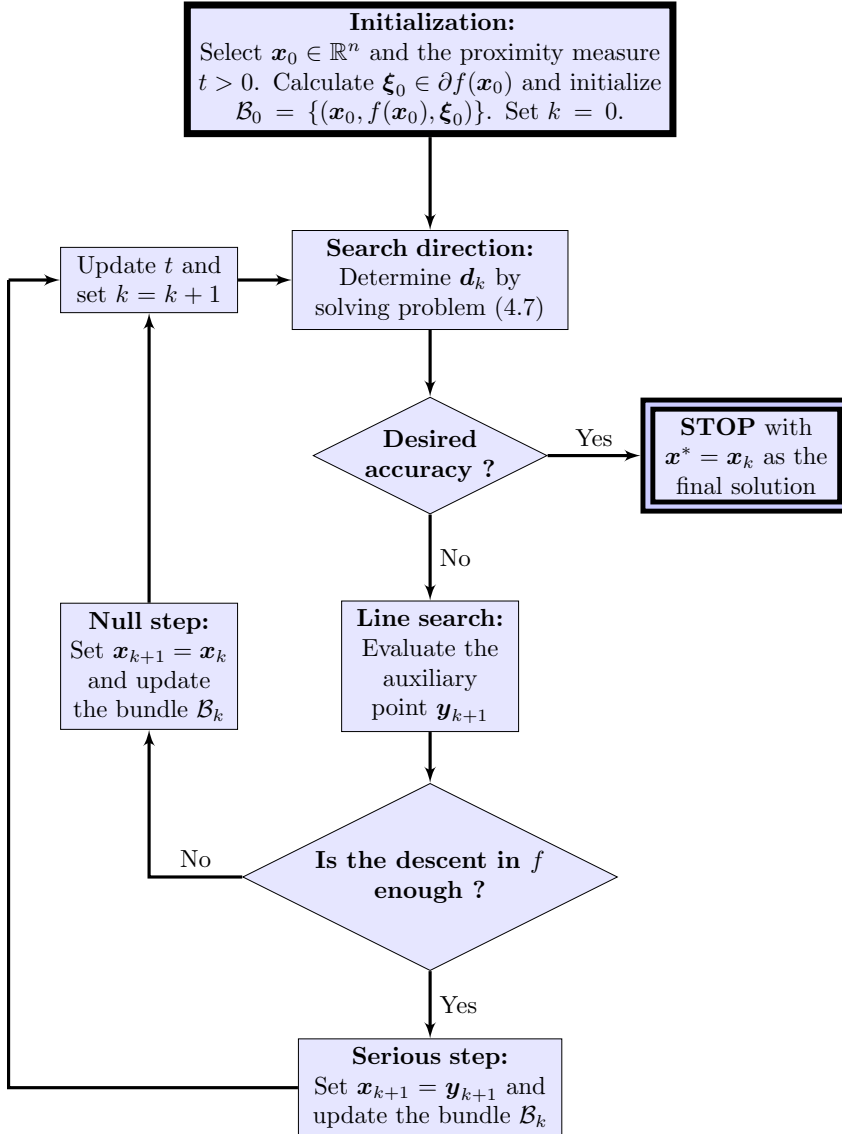 Initialization:
Select 𝒙₀ ∈ ℝⁿ and the proximity measure
t > 0. Calculate 𝝃₀ ∈ ∂f(𝒙₀) and initialize
ℬ₀ = {(𝒙₀, f(𝒙₀), 𝝃₀)}. Set k = 0.
Update t and
set k = k + 1
Search direction:
Determine 𝒅ₖ by
solving problem (4.7)
Desired
accuracy ?
Yes
STOP with
𝒙* = 𝒙ₖ as the
final solution
No
Null step:
Set 𝒙ₖ₊₁ = 𝒙ₖ
and update
the bundle ℬₖ
Line search:
Evaluate the
auxiliary
point 𝒚ₖ₊₁
No
Is the descent in f
enough ?
Yes
Serious step:
Set 𝒙ₖ₊₁ = 𝒚ₖ₊₁ and
update the bundle ℬₖ